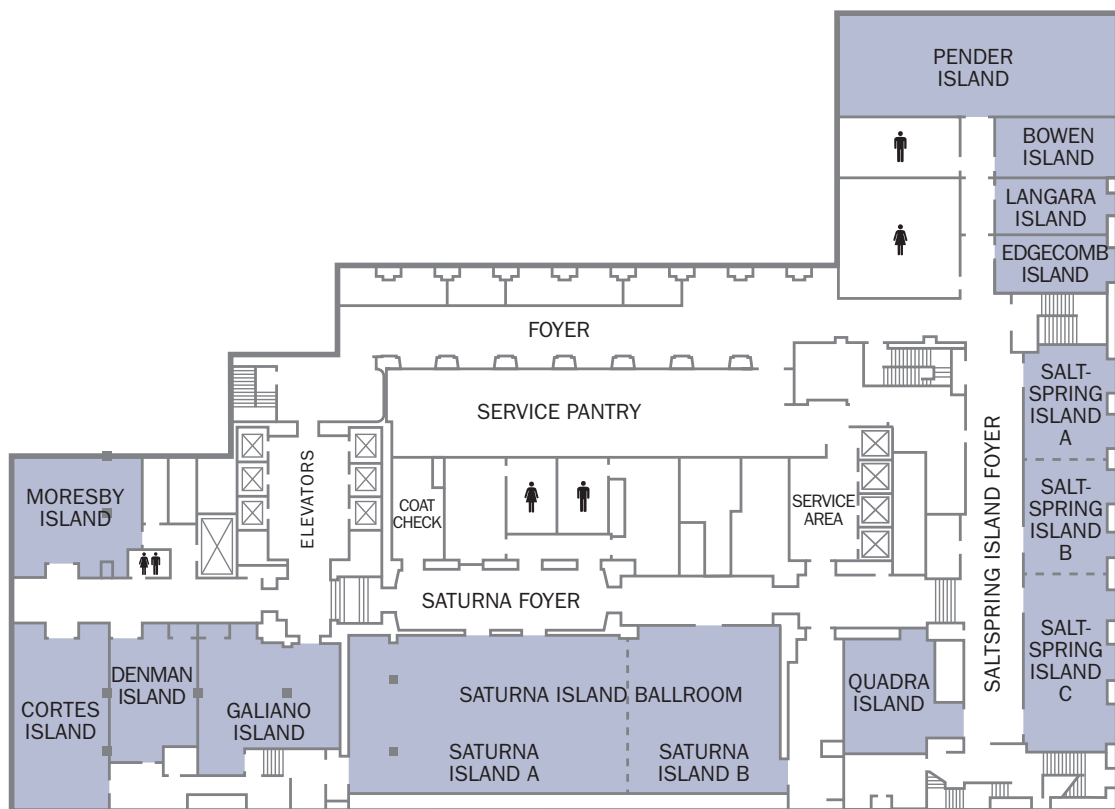 PENDER
ISLAND
BOWEN
ISLAND
LANGARA
ISLAND
EDGECOMB
ISLAND
FOYER
SALT-
SPRING
ISLAND
A
SERVICE PANTRY
ELEVATORS
MORESBY
ISLAND
COAT
CHECK
SERVICE
AREA
SALTSPRING ISLAND FOYER
SALT-
SPRING
ISLAND
B
SATURNA FOYER
SALT-
SPRING
ISLAND
C
CORTES
ISLAND
DENMAN
ISLAND
GALIANO
ISLAND
SATURNA ISLAND BALLROOM
SATURNA
ISLAND A
SATURNA
ISLAND B
QUADRA
ISLAND